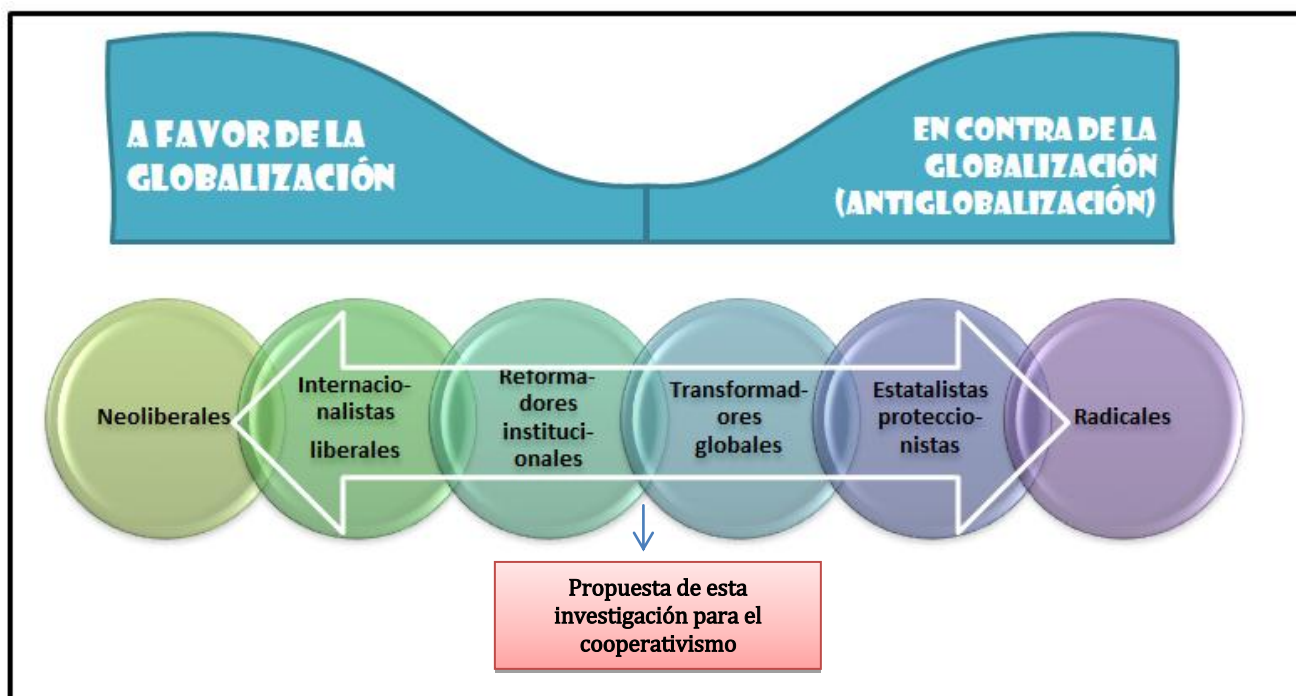 A FAVOR DE LA
GLOBALIZACIÓN
EN CONTRA DE LA
GLOBALIZACIÓN
(ANTIGLOBALIZACIÓN)
Neoliberales
Internacio-
nalistas
liberales
Reforma-
dores
instituci-
onales
Transformad-
ores
globales
Estatalistas
proteccio-
nistas
Radicales
Propuesta de esta
investigación para el
cooperativismo